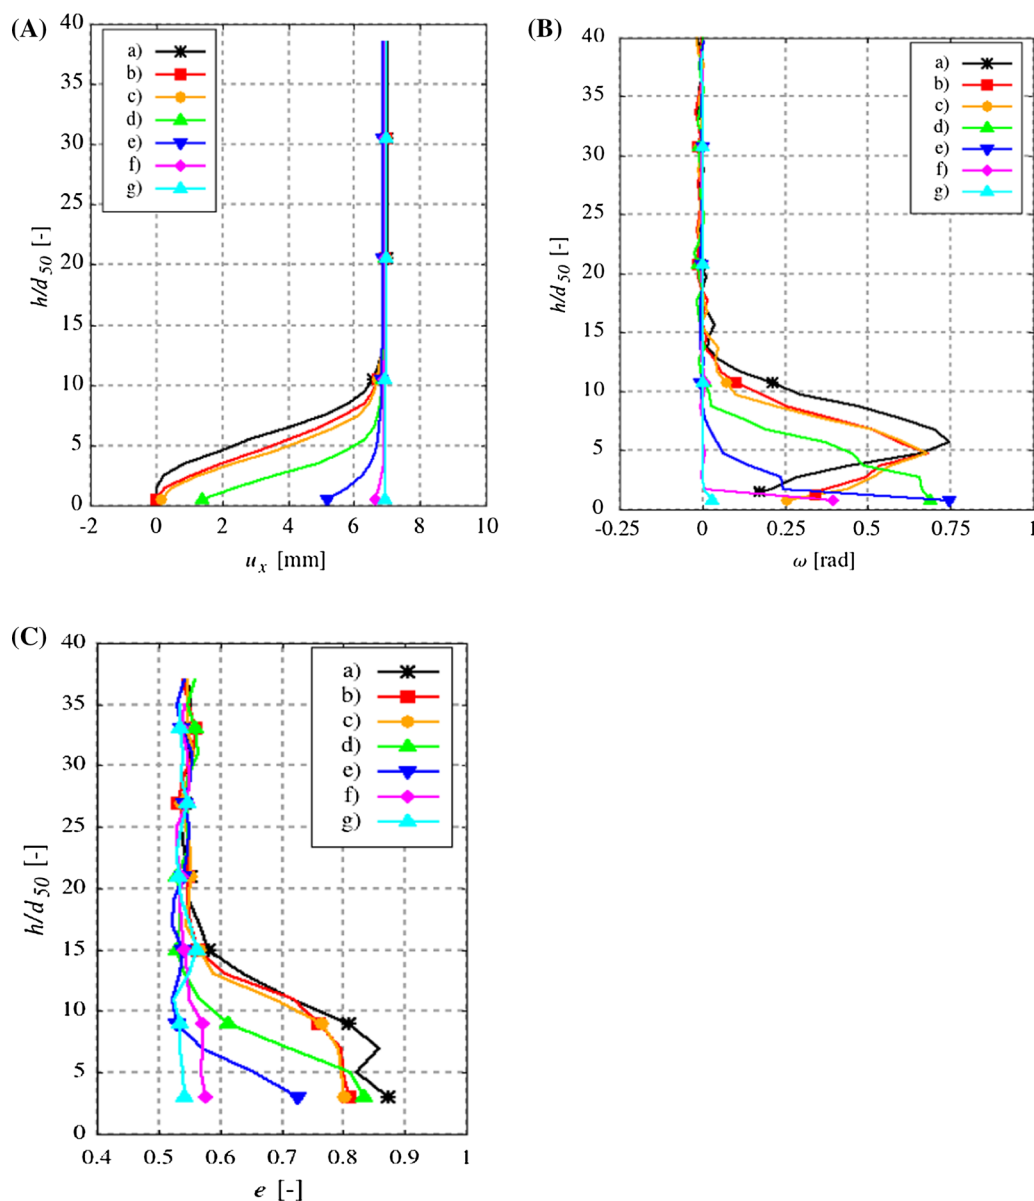 (A)
40
35
30
25
20
15
10
5
0
h/d50 [-]
a)
b)
c)
d)
e)
f)
g)
-2 0 2 4 6 8 10
ux [mm]
(B)
40
35
30
25
20
15
10
5
0
h/d50 [-]
a)
b)
c)
d)
e)
f)
g)
-0.25 0 0.25 0.5 0.75 1
ω [rad]
(C)
40
35
30
25
20
15
10
5
0
h/d50 [-]
a)
b)
c)
d)
e)
f)
g)
0.4 0.5 0.6 0.7 0.8 0.9 1
e [-]